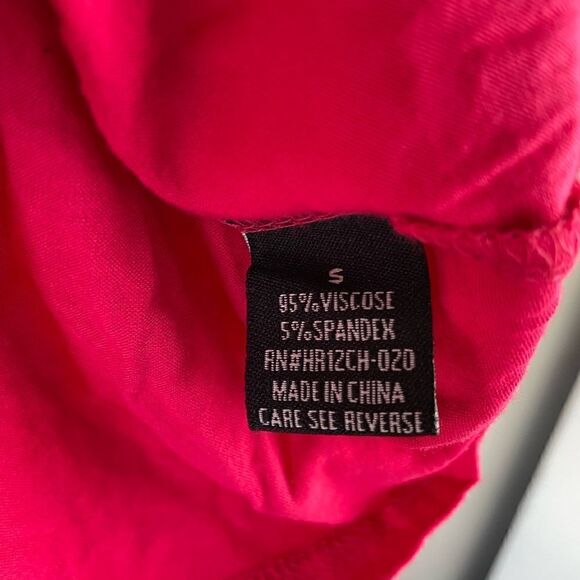 S
95%VISCOSE
5%SPANDEX
RN#HR12CH-020
MADE IN CHINA
CARE SEE REVERSE